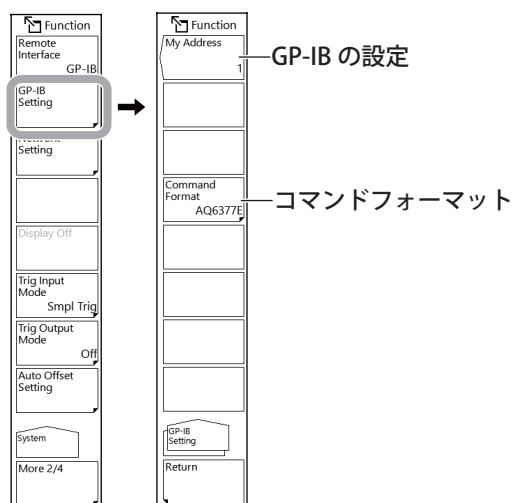 Function
Remote
Interface
GP-IB
GP-IB
Setting
Network
Setting
Display Off
Trig Input
Mode
Smpl Trig
Trig Output
Mode
Off
Auto Offset
Setting
System
More 2/4
Function
My Address
1
GP-IB の設定
Command
Format
AQ6377E
コマンドフォーマット
GP-IB
Setting
Return